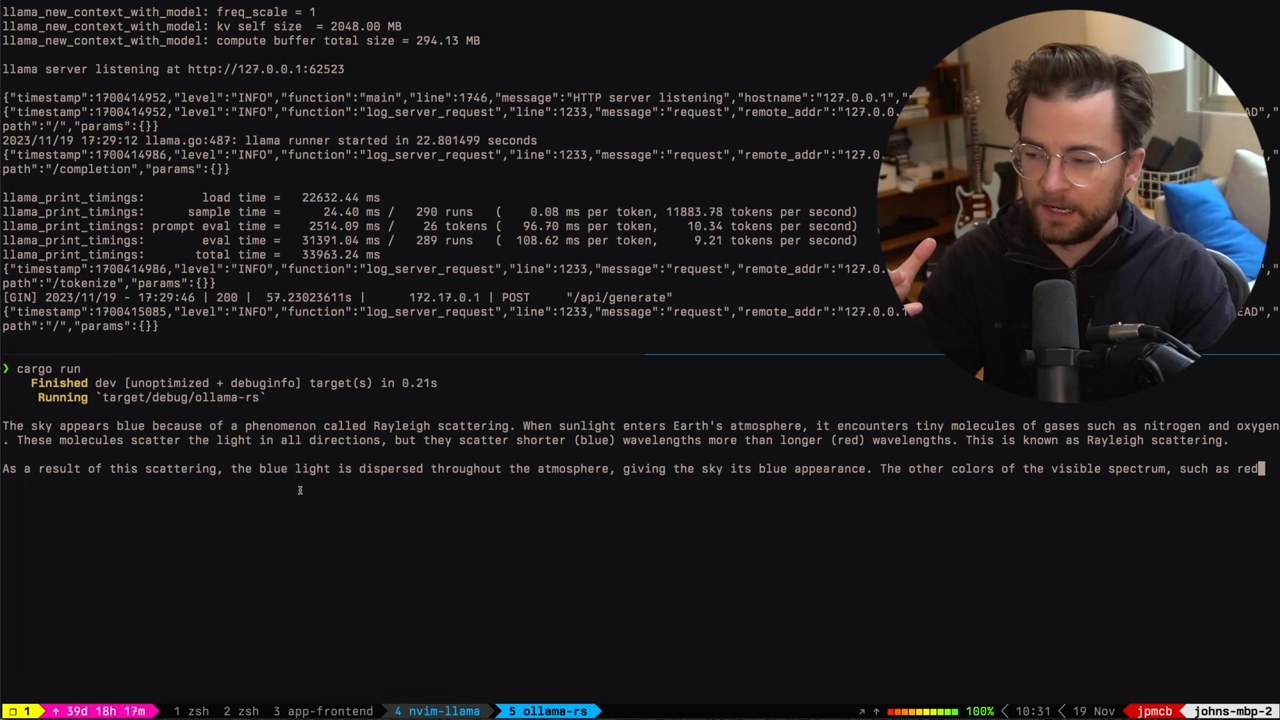 llama_new_context_with_model: freq_scale = 1
llama_new_context_with_model: kv self size  = 2048.00 MB
llama_new_context_with_model: compute buffer total size = 294.13 MB
llama server listening at http://127.0.0.1:62523
{"timestamp":1700414952,"level":"INFO","function":"main","line":1746,"message":"HTTP server listening","hostname":"127.0.0.1","
{"timestamp":1700414952,"level":"INFO","function":"log_server_request","line":1233,"message":"request","remote_addr":"127.0.0. AD","
path":"/","params":{}}
2023/11/19 17:29:12 llama.go:487: llama runner started in 22.801499 seconds
{"timestamp":1700414986,"level":"INFO","function":"log_server_request","line":1233,"message":"request","remote_addr":"127.0
path":"/completion","params":{}}
llama_print_timings:        load time =   22632.44 ms
llama_print_timings:      sample time =      24.40 ms /   290 runs   (    0.08 ms per token, 11883.78 tokens per second)
llama_print_timings: prompt eval time =    2514.09 ms /    26 tokens (   96.70 ms per token,    10.34 tokens per second)
llama_print_timings:        eval time =   31391.04 ms /   289 runs   (  108.62 ms per token,     9.21 tokens per second)
llama_print_timings:       total time =   33963.24 ms
{"timestamp":1700414986,"level":"INFO","function":"log_server_request","line":1233,"message":"request","remote_addr":"127.0
path":"/tokenize","params":{}}
[GIN] 2023/11/19 - 17:29:46 | 200 |  57.23023611s |      172.17.0.1 | POST     "/api/generate"
{"timestamp":1700415085,"level":"INFO","function":"log_server_request","line":1233,"message":"request","remote_addr":"127.0.0.1 EAD","
path":"/","params":{}}
❯ cargo run
Finished dev [unoptimized + debuginfo] target(s) in 0.21s
Running `target/debug/ollama-rs`
The sky appears blue because of a phenomenon called Rayleigh scattering. When sunlight enters Earth's atmosphere, it encounters tiny molecules of gases such as nitrogen and oxygen
. These molecules scatter the light in all directions, but they scatter shorter (blue) wavelengths more than longer (red) wavelengths. This is known as Rayleigh scattering.
As a result of this scattering, the blue light is dispersed throughout the atmosphere, giving the sky its blue appearance. The other colors of the visible spectrum, such as red
□ 1 ↑ 39d 18h 17m 1 zsh 2 zsh 3 app-frontend 4 nvim-llama 5 ollama-rs ↗ ↑ 100% 10:31 19 Nov jpmcb johns-mbp-2